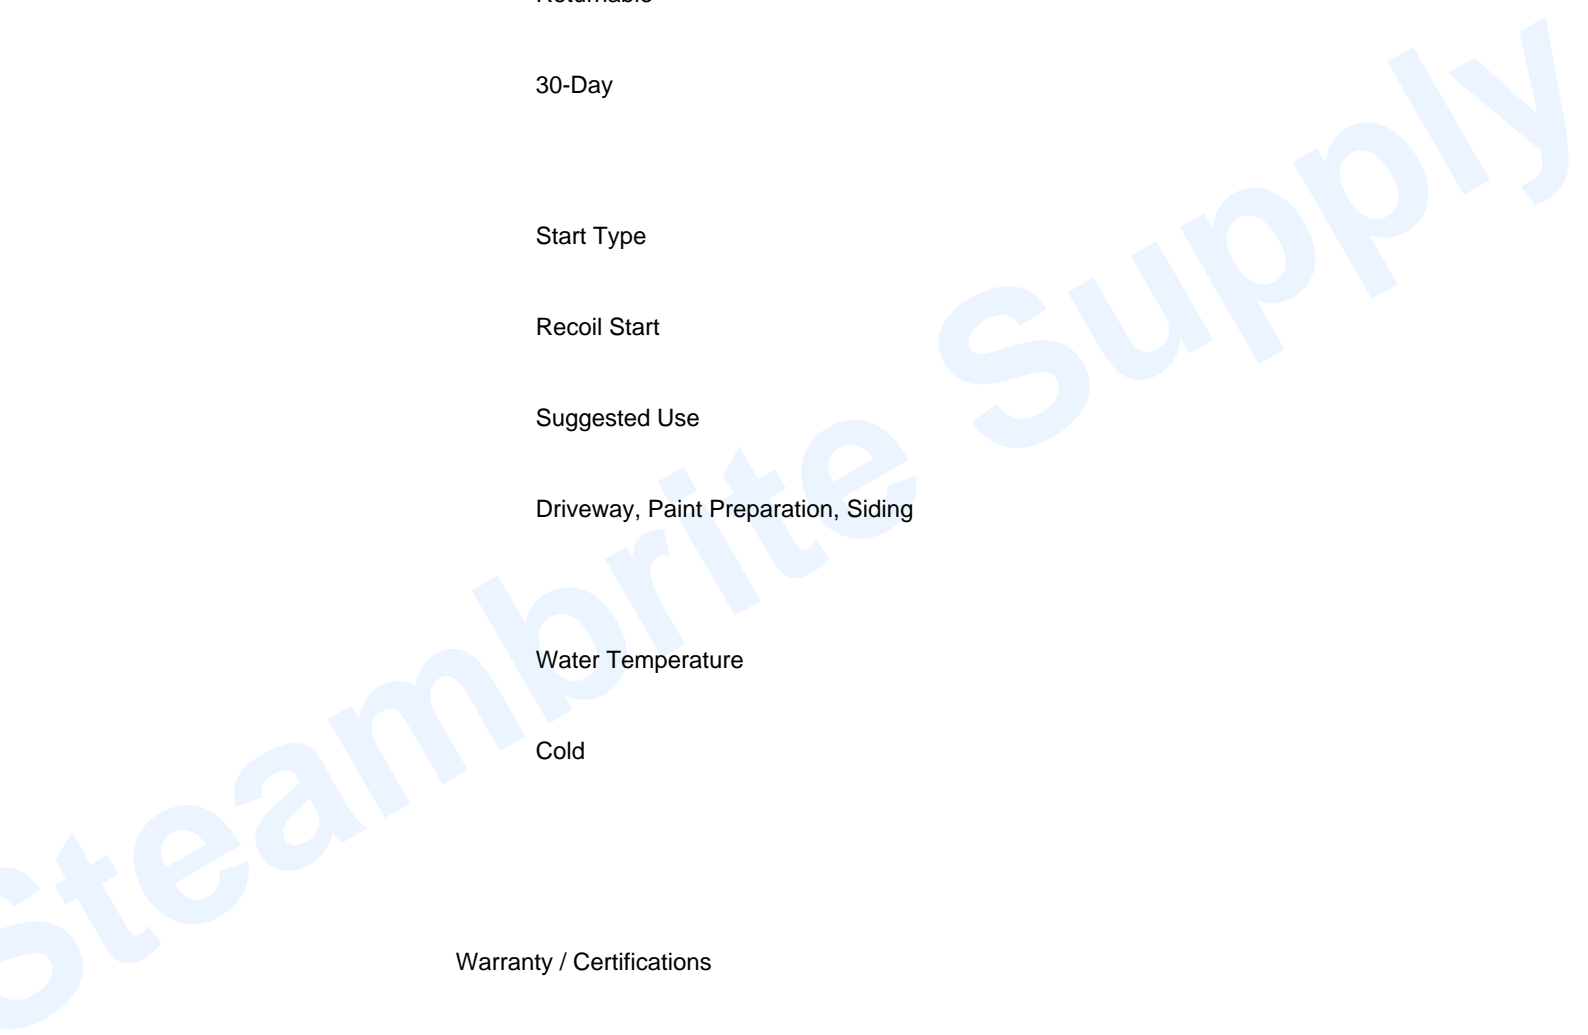 Returnable
30-Day
Start Type
Recoil Start
Suggested Use
Driveway, Paint Preparation, Siding
Water Temperature
Cold
Warranty / Certifications
Steambrite Supply